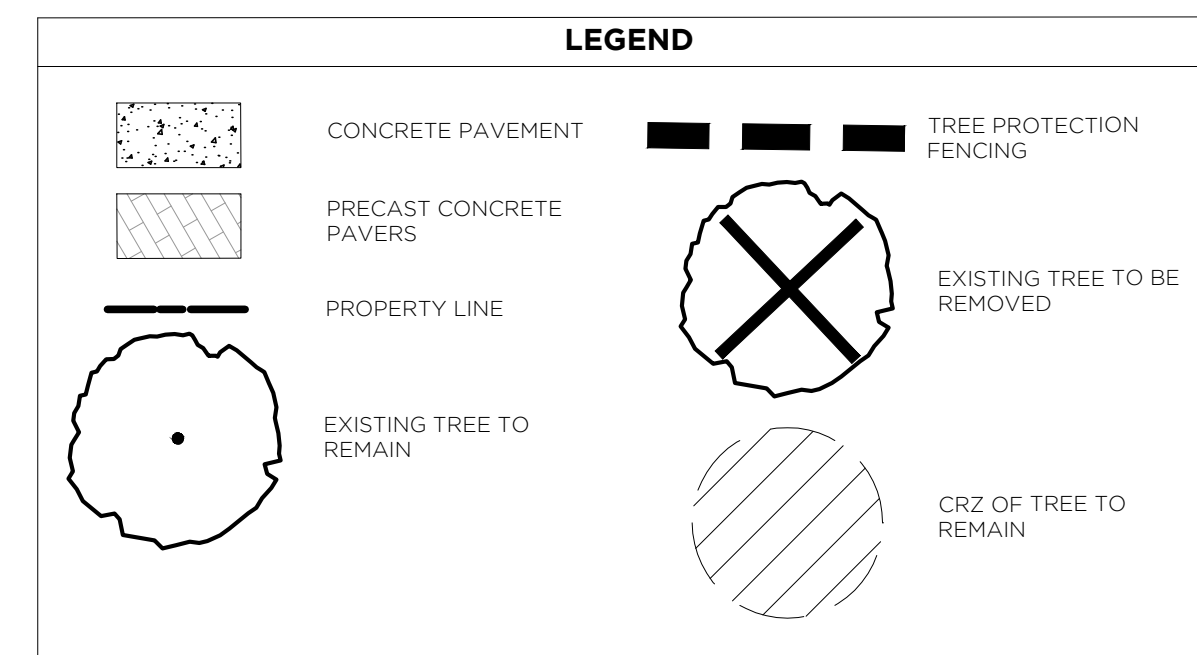 LEGEND
CONCRETE PAVEMENT
PRECAST CONCRETE
PAVERS
PROPERTY LINE
EXISTING TREE TO
REMAIN
TREE PROTECTION
FENCING
EXISTING TREE TO BE
REMOVED
CRZ OF TREE TO
REMAIN